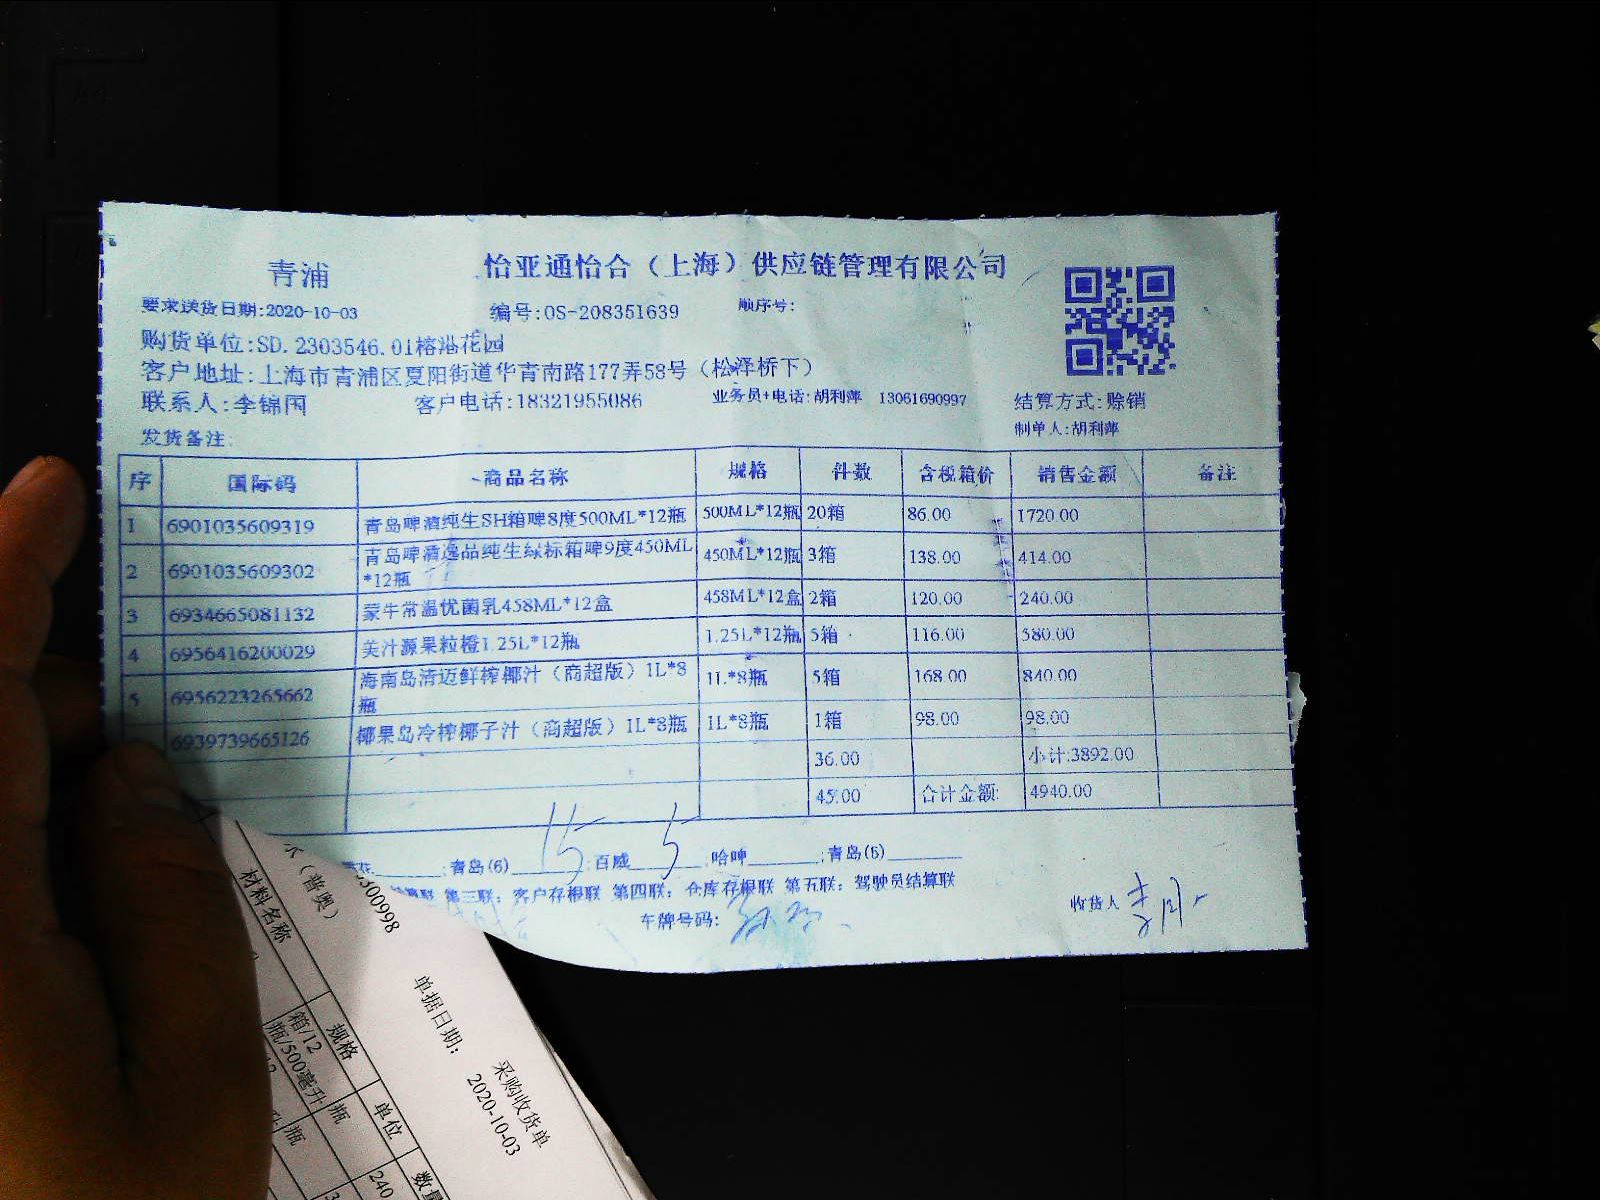 青浦
怡亚通怡合（上海）供应链管理有限公司
要求送货日期:2020-10-03 编号:OS-208351639 顺序号:
购货单位:SD.2303546.01榕港花园
客户地址:上海市青浦区夏阳街道华青南路177弄58号（松泽桥下）
联系人:李锦国 客户电话:18321955086 业务员+电话:胡利萍 13061690997 结算方式:赊销
发货备注: 制单人:胡利萍
序 国际码 商品名称 规格 件数 含税箱价 销售金额 备注
1 6901035609319 青岛啤酒纯生SH箱啤8度500ML*12瓶 500ML*12瓶 20箱 86.00 1720.00
2 6901035609302 青岛啤酒逸品纯生绿标箱啤9度450ML*12瓶 450ML*12瓶 3箱 138.00 414.00
3 6934665081132 蒙牛常温优菌乳458ML*12盒 458ML*12盒 2箱 120.00 240.00
4 6956416200029 美汁源果粒橙1.25L*12瓶 1.25L*12瓶 5箱 116.00 580.00
5 6956223265662 海南岛清迈鲜榨椰汁（商超版）1L*8瓶 1L*8瓶 5箱 168.00 840.00
6939739665126 椰果岛冷榨椰子汁（商超版）1L*8瓶 1L*8瓶 1箱 98.00 98.00
36.00 小计:3892.00
45.00 合计金额: 4940.00
花 ;青岛(6) 15 ;百威 5 ;哈啤 ;青岛(5)
第三联：客户存根联 第四联：仓库存根联 第五联：驾驶员结算联
车牌号码: 收货人
（普奥）
300998
材料名称 规格 单位 数量
箱/12瓶/500毫升 瓶 240
瓶
单据日期: 2020-10-03
采购收货单